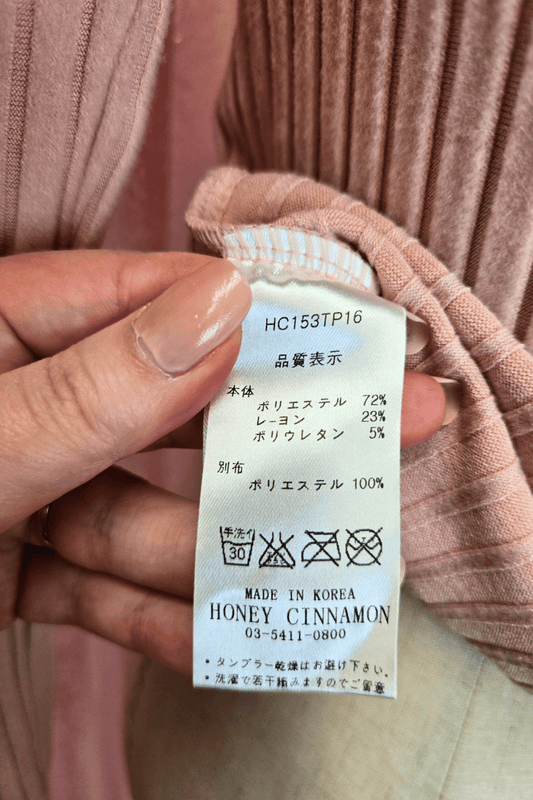 HC153TP16
品質表示
本体
ポリエステル 72%
レーヨン 23%
ポリウレタン 5%
別布
ポリエステル 100%
手洗イ
30
MADE IN KOREA
HONEY CINNAMON
03-5411-0800
* タンブラー乾燥はお避け下さい。
* 洗濯で若干縮みますのでご留意